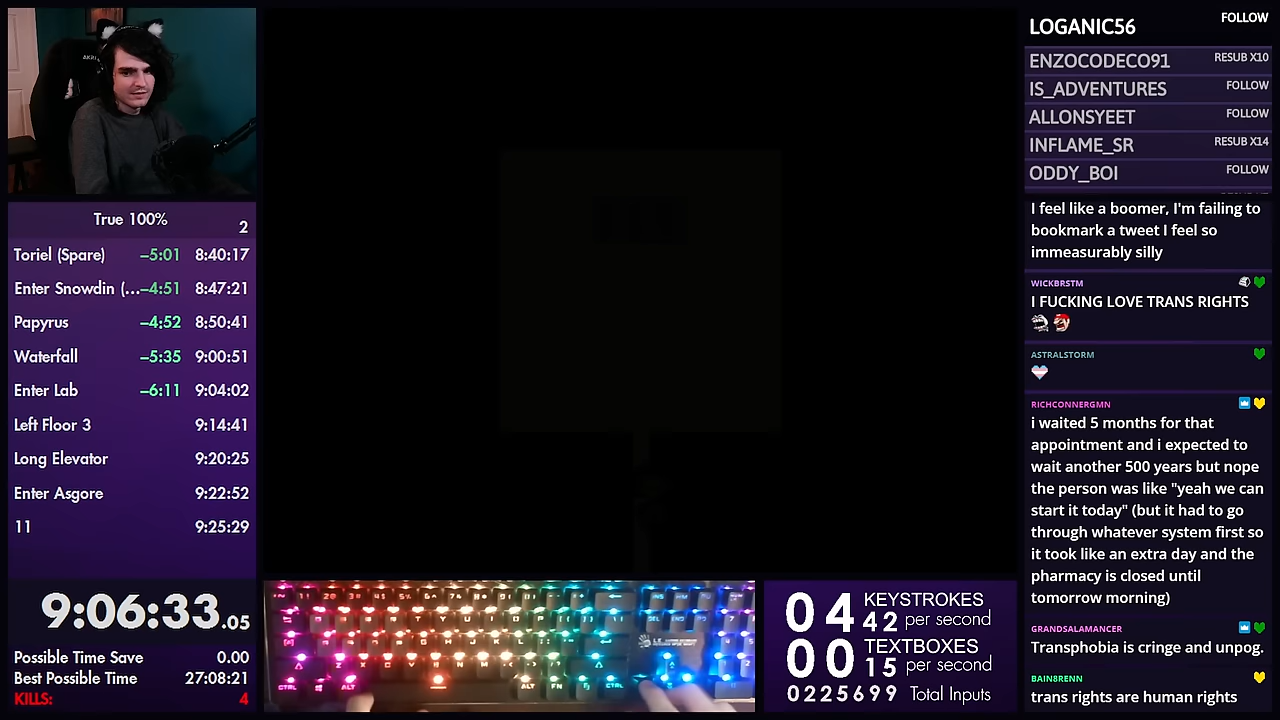 LOGANIC56 FOLLOW
ENZOCODECO91 RESUB X10
IS_ADVENTURES FOLLOW
ALLONSYEET FOLLOW
INFLAME_SR RESUB X14
ODDY_BOI FOLLOW
I feel like a boomer, I'm failing to
bookmark a tweet I feel so
immeasurably silly
WICKBRSTM
I FUCKING LOVE TRANS RIGHTS
ASTRALSTORM
RICHCONNERGMN
i waited 5 months for that
appointment and i expected to
wait another 500 years but nope
the person was like "yeah we can
start it today" (but it had to go
through whatever system first so
it took like an extra day and the
pharmacy is closed until
tomorrow morning)
GRANDSALAMANCER
Transphobia is cringe and unpog.
BAIN8RENN
trans rights are human rights
True 100%
2
Toriel (Spare) −5:01 8:40:17
Enter Snowdin (... −4:51 8:47:21
Papyrus −4:52 8:50:41
Waterfall −5:35 9:00:51
Enter Lab −6:11 9:04:02
Left Floor 3 9:14:41
Long Elevator 9:20:25
Enter Asgore 9:22:52
11 9:25:29
9:06:33.05
Possible Time Save 0.00
Best Possible Time 27:08:21
KILLS: 4
04 KEYSTROKES
42 per second
00 TEXTBOXES
15 per second
0225699 Total Inputs